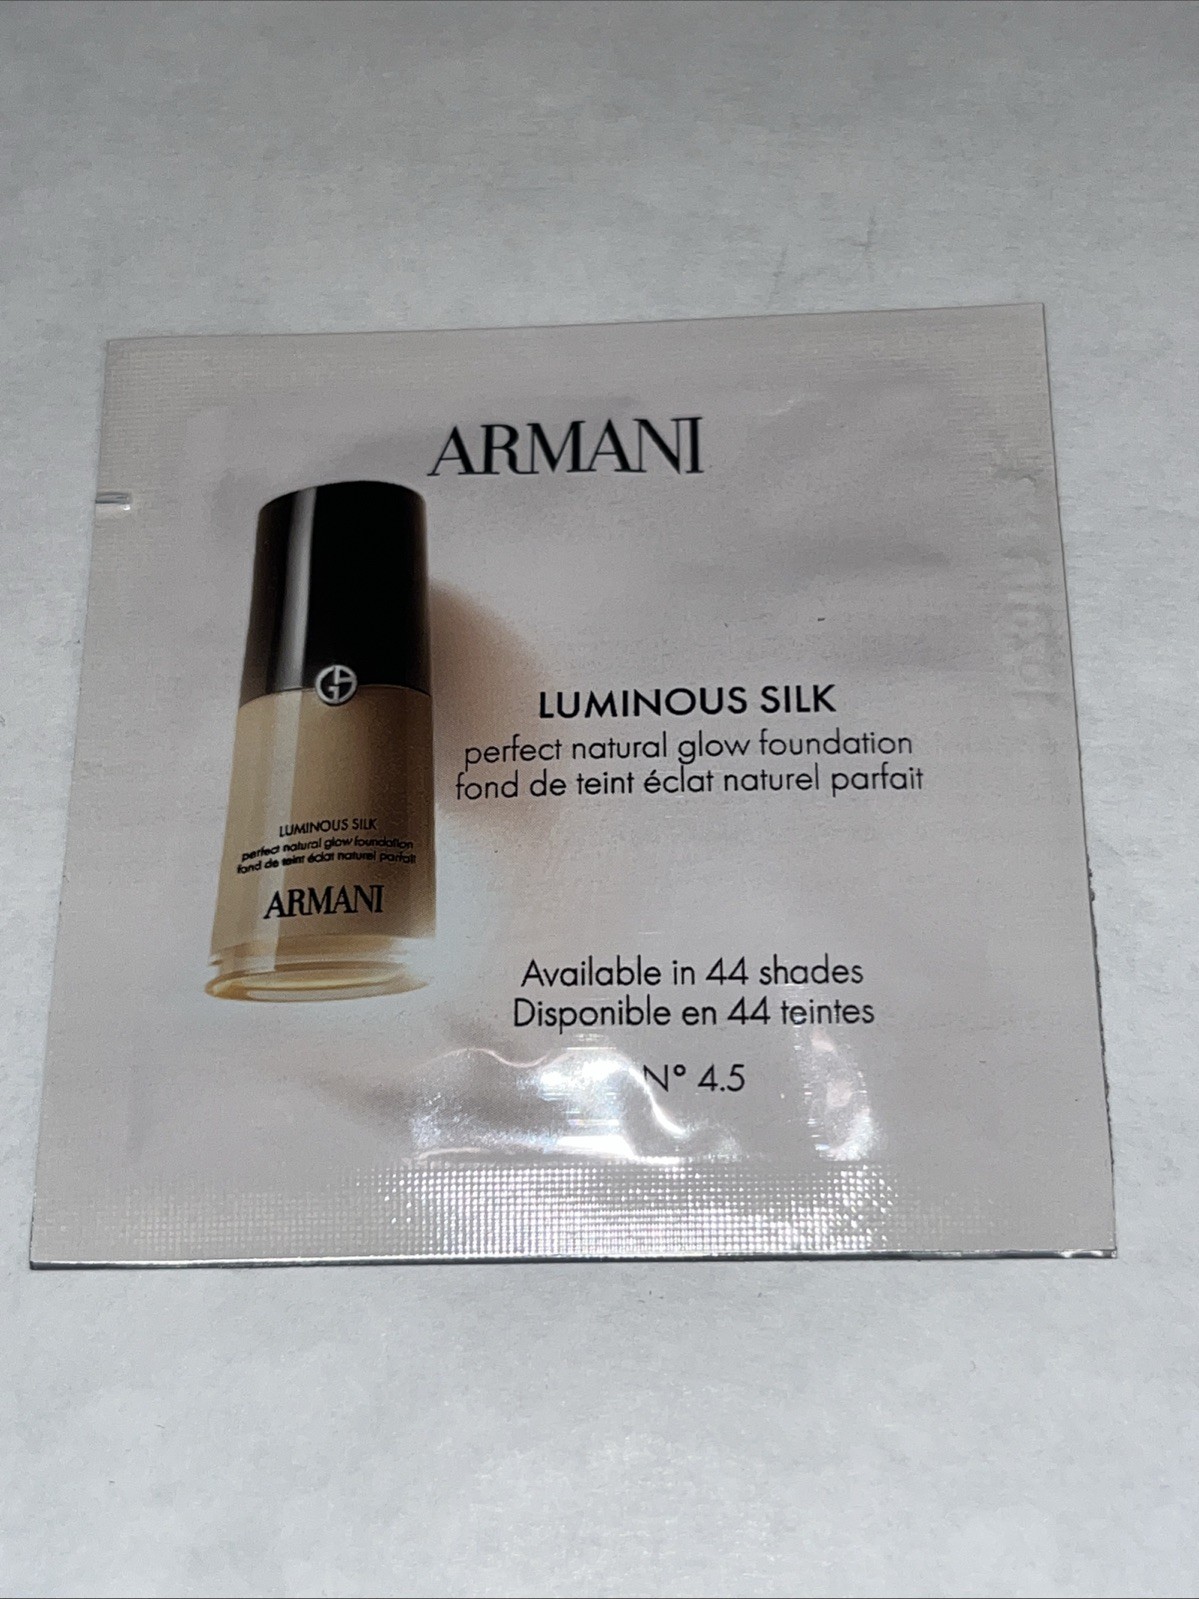 ARMANI
LUMINOUS SILK
perfect natural glow foundation
fond de teint éclat naturel parfait
LUMINOUS SILK
perfect natural glow foundation
fond de teint éclat naturel parfait
ARMANI
Available in 44 shades
Disponible en 44 teintes
N° 4.5